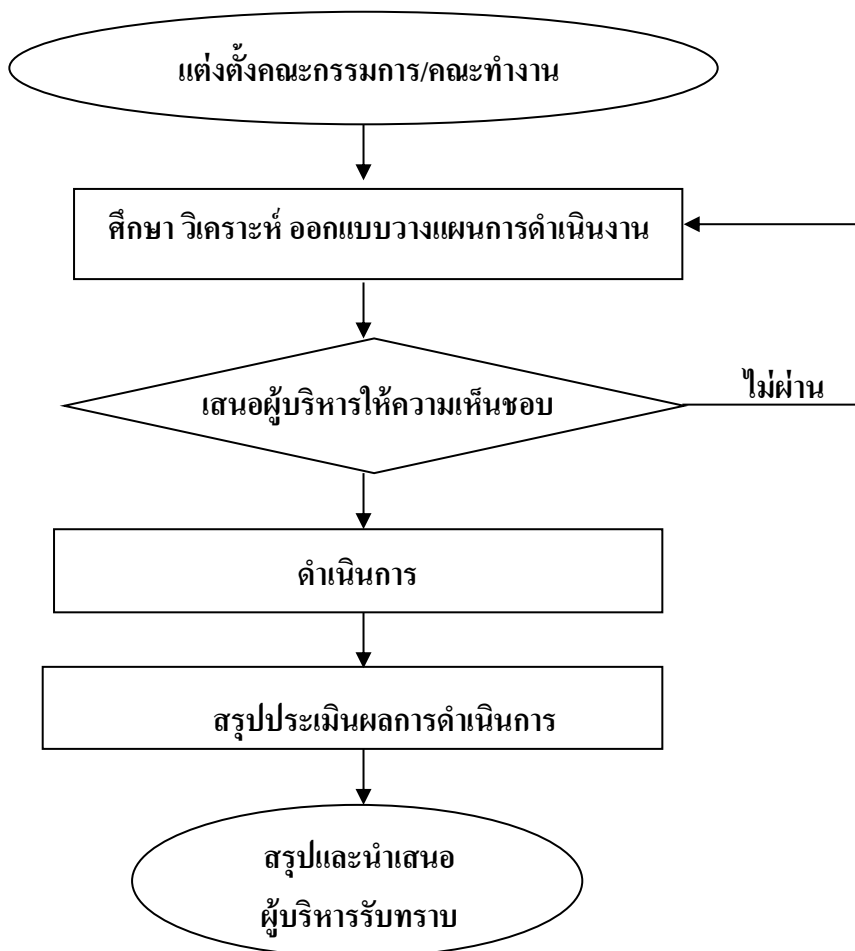 แต่งตั้งคณะกรรมการ/คณะทำงาน
ศึกษา วิเคราะห์ ออกแบบวางแผนการดำเนินงาน
เสนอผู้บริหารให้ความเห็นชอบ
ไม่ผ่าน
ดำเนินการ
สรุปประเมินผลการดำเนินการ
สรุปและนำเสนอ
ผู้บริหารรับทราบ